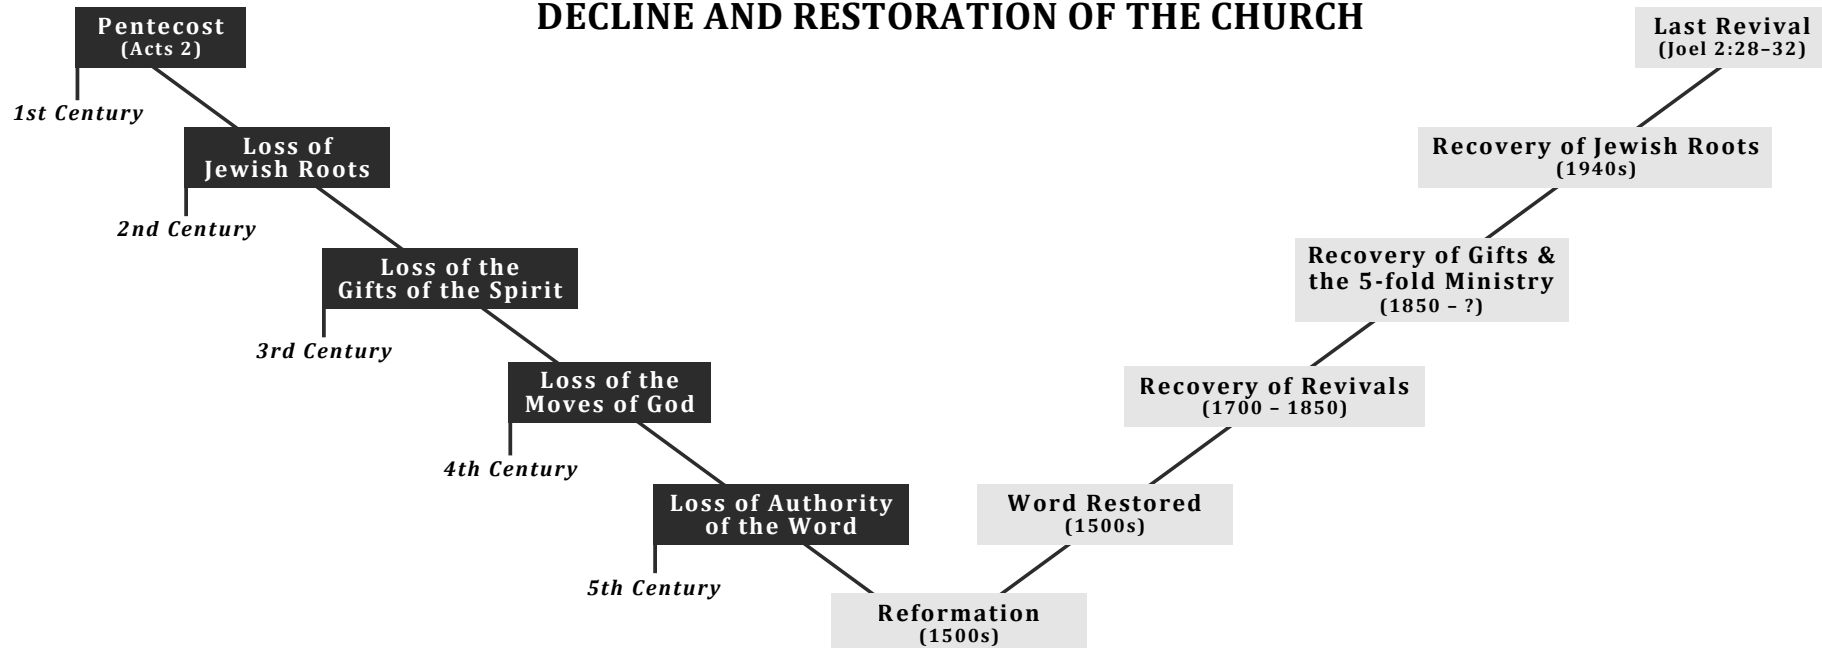 DECLINE AND RESTORATION OF THE CHURCH
Pentecost
(Acts 2)
1st Century
Loss of
Jewish Roots
2nd Century
Loss of the
Gifts of the Spirit
3rd Century
Loss of the
Moves of God
4th Century
Loss of Authority
of the Word
5th Century
Reformation
(1500s)
Word Restored
(1500s)
Recovery of Revivals
(1700 – 1850)
Recovery of Gifts &
the 5-fold Ministry
(1850 – ?)
Recovery of Jewish Roots
(1940s)
Last Revival
(Joel 2:28–32)